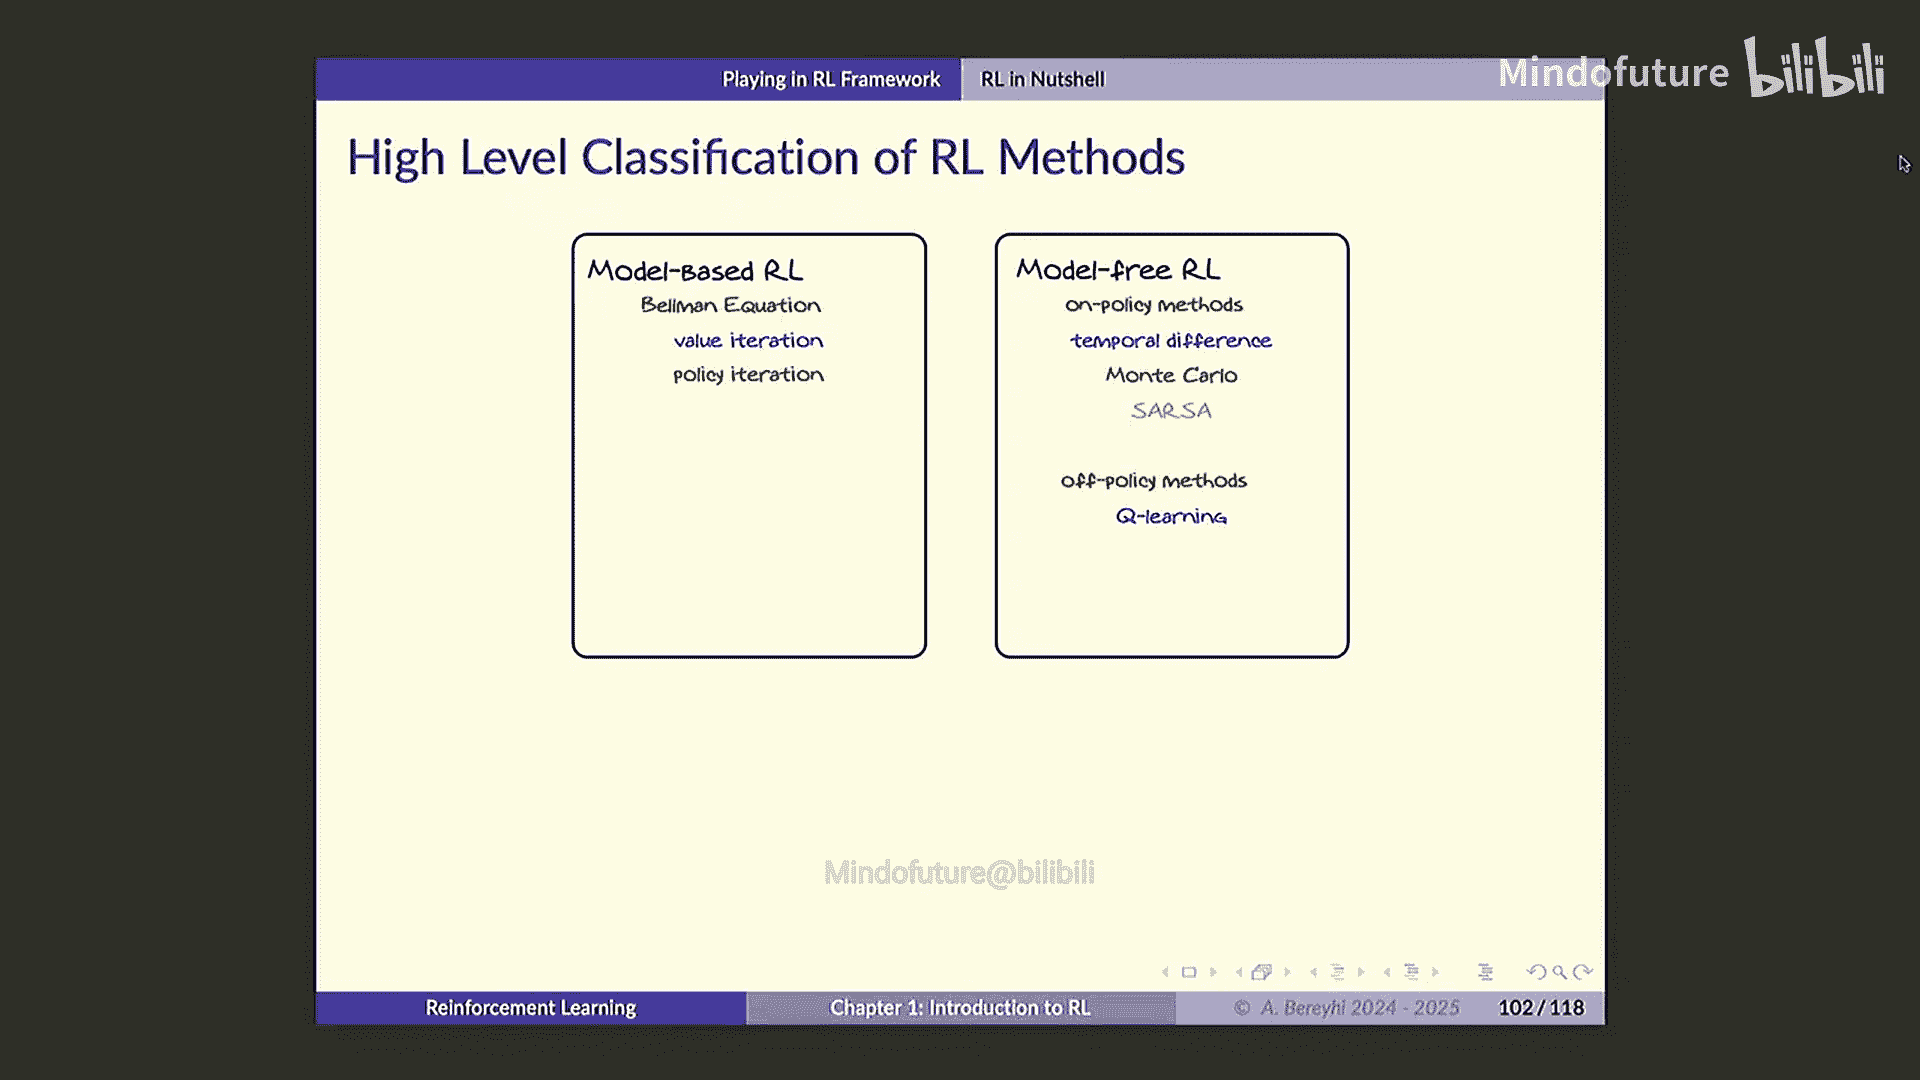 Playing in RL Framework
RL in Nutshell
Mindofuture bilibili
High Level Classification of RL Methods
Model-Based RL
Bellman Equation
value iteration
policy iteration
Model-free RL
on-policy methods
temporal difference
Monte Carlo
SARSA
off-policy methods
Q-learning
Mindofuture@bilibili
Reinforcement Learning
Chapter 1: Introduction to RL
© A. Bereyhi 2024 - 2025
102 / 118